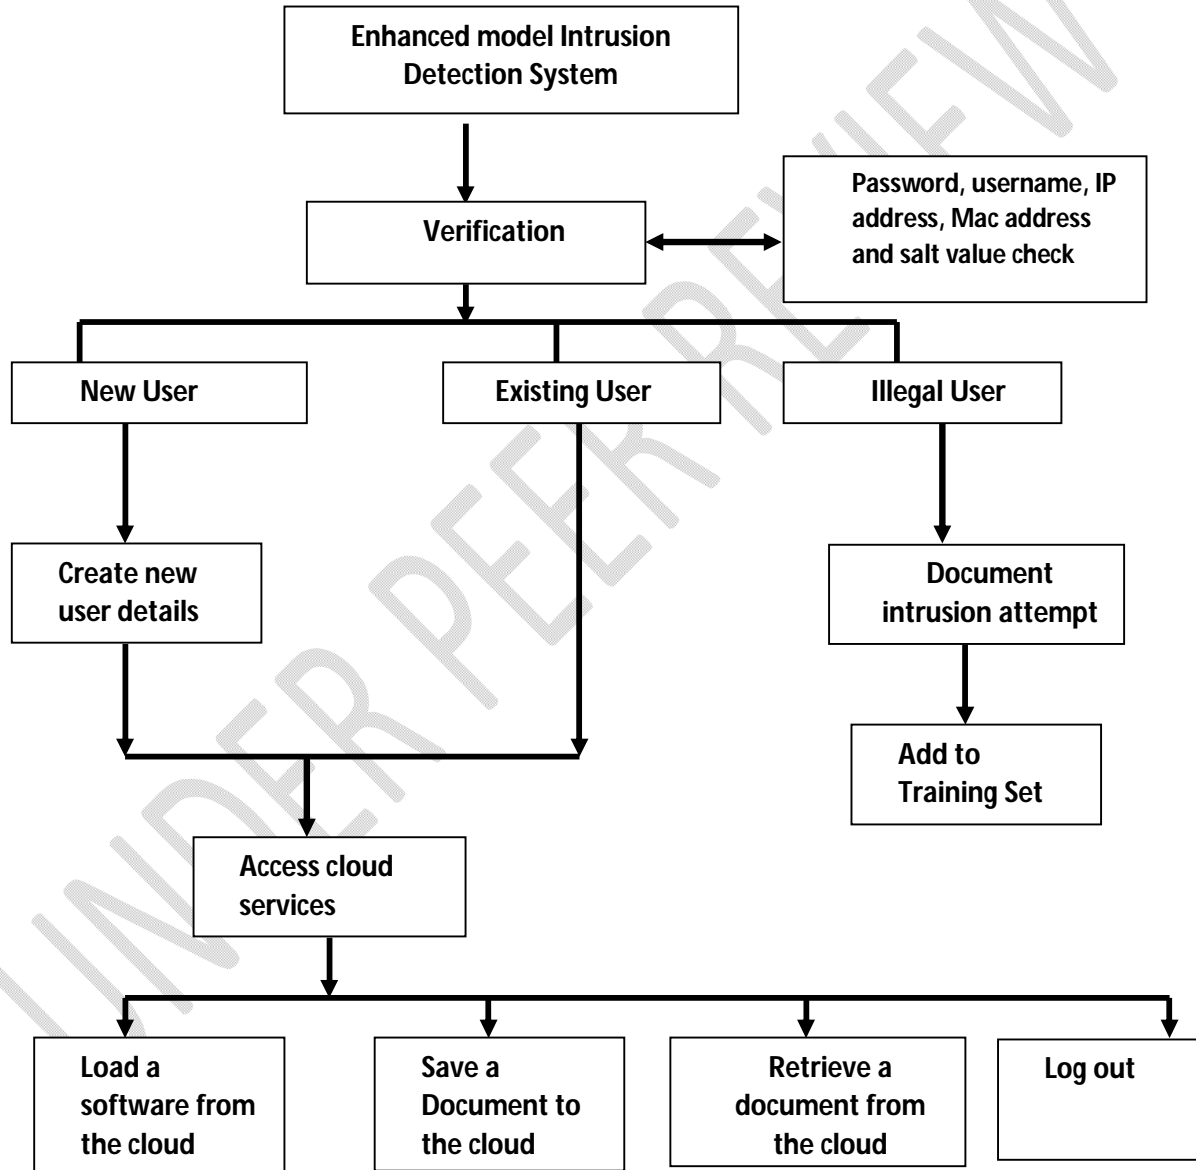 Enhanced model Intrusion
Detection System
Password, username, IP
address, Mac address
and salt value check
Verification
New User
Existing User
Illegal User
Create new
user details
Document
intrusion attempt
Add to
Training Set
Access cloud
services
Load a
software from
the cloud
Save a
Document to
the cloud
Retrieve a
document from
the cloud
Log out
UNDER PEER REVIEW